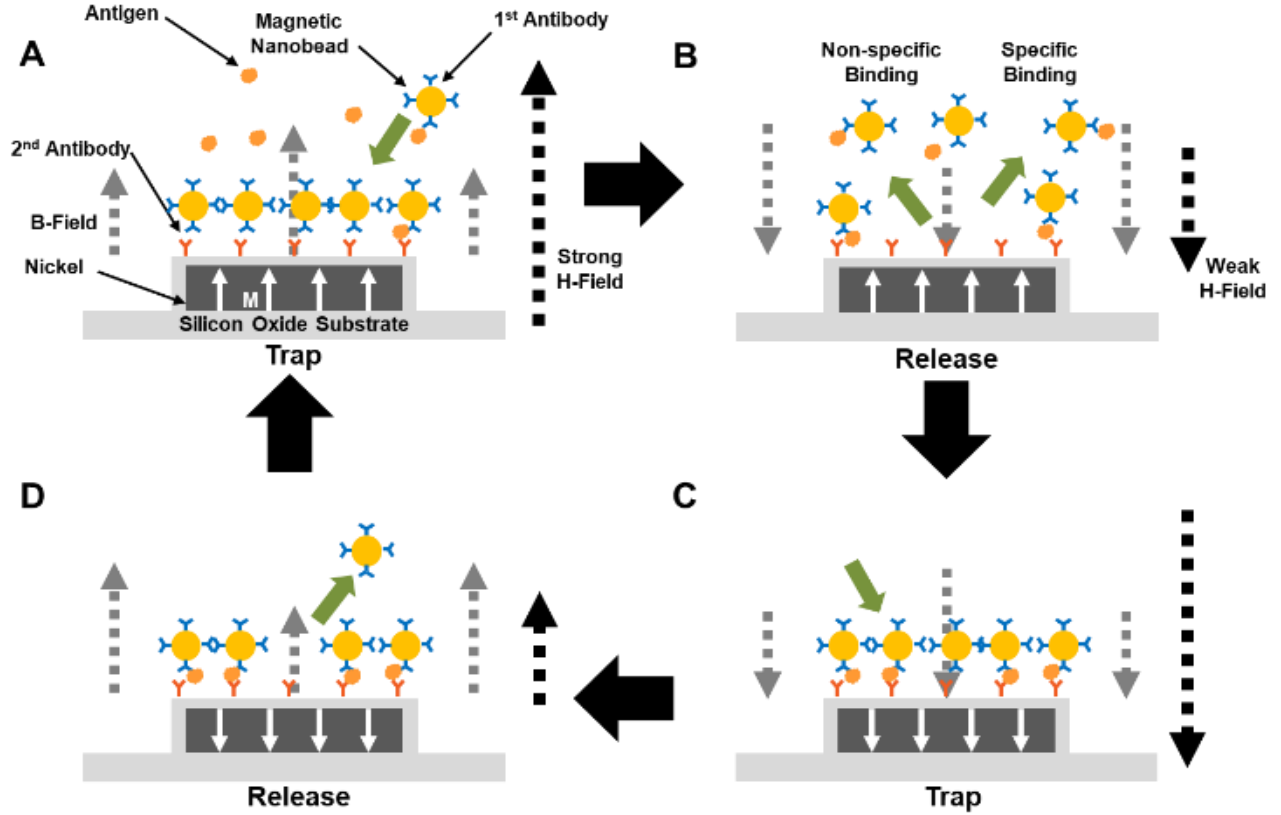 A
Antigen
Magnetic
Nanobead
1st Antibody
2nd Antibody
B-Field
Nickel
M
Silicon Oxide Substrate
Trap
Strong
H-Field
B
Non-specific
Binding
Specific
Binding
Weak
H-Field
Release
D
Release
C
Trap